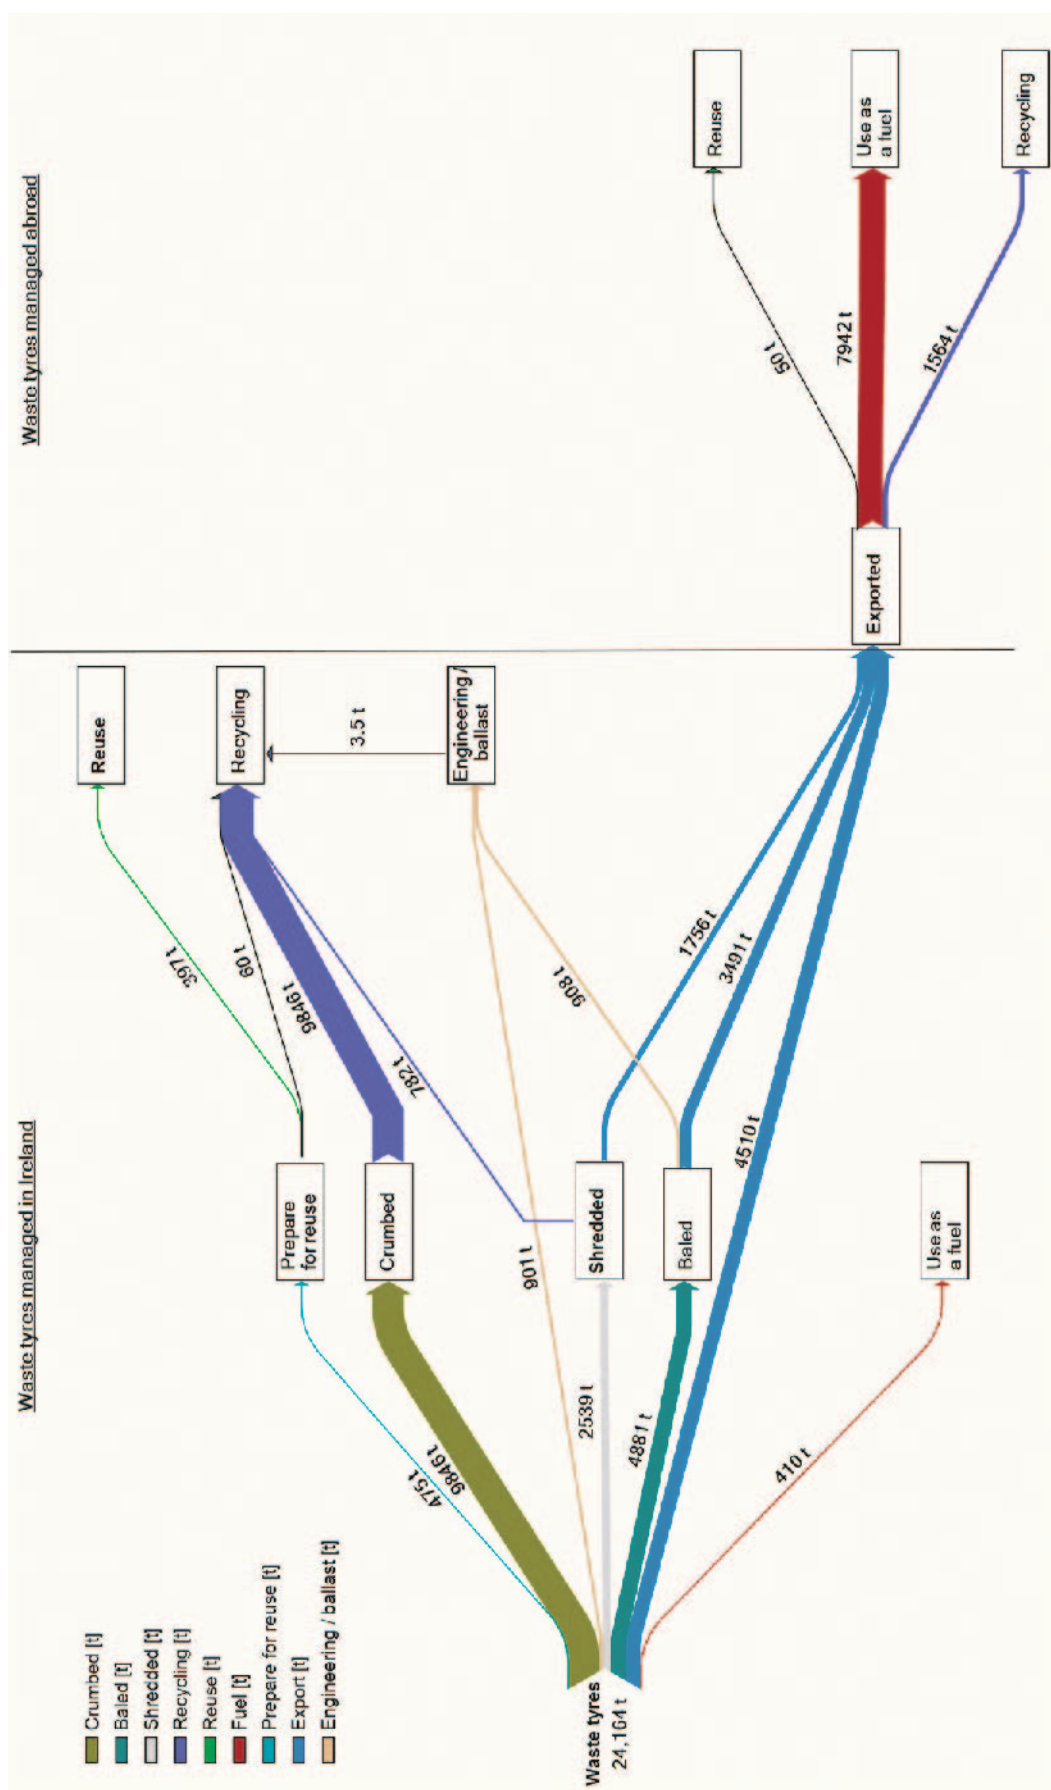 Waste tyres managed in Ireland
Waste tyres managed abroad
Crumbed [t]
Baled [t]
Shredded [t]
Recycling [t]
Reuse [t]
Fuel [t]
Prepare for reuse [t]
Export [t]
Engineering / ballast [t]
Waste tyres
24,164 t
475 t
9846 t
901 t
2539 t
4881 t
4510 t
410 t
Prepare
for reuse
Crumbed
Shredded
Baled
Use as
a fuel
397 t
60 t
9846 t
782 t
908 t
1756 t
3491 t
Reuse
Recycling
3.5 t
Engineering /
ballast
Exported
50 t
7942 t
1564 t
Reuse
Use as
a fuel
Recycling